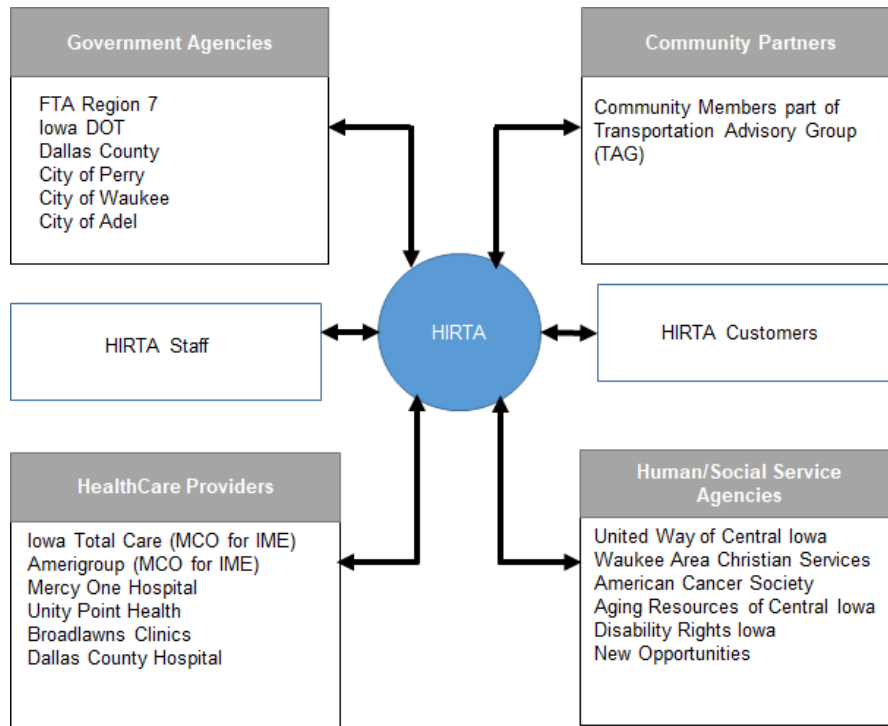 Government Agencies
FTA Region 7
Iowa DOT
Dallas County
City of Perry
City of Waukee
City of Adel
Community Partners
Community Members part of
Transportation Advisory Group
(TAG)
HIRTA Staff
HIRTA
HIRTA Customers
HealthCare Providers
Iowa Total Care (MCO for IME)
Amerigroup (MCO for IME)
Mercy One Hospital
Unity Point Health
Broadlawns Clinics
Dallas County Hospital
Human/Social Service
Agencies
United Way of Central Iowa
Waukee Area Christian Services
American Cancer Society
Aging Resources of Central Iowa
Disability Rights Iowa
New Opportunities